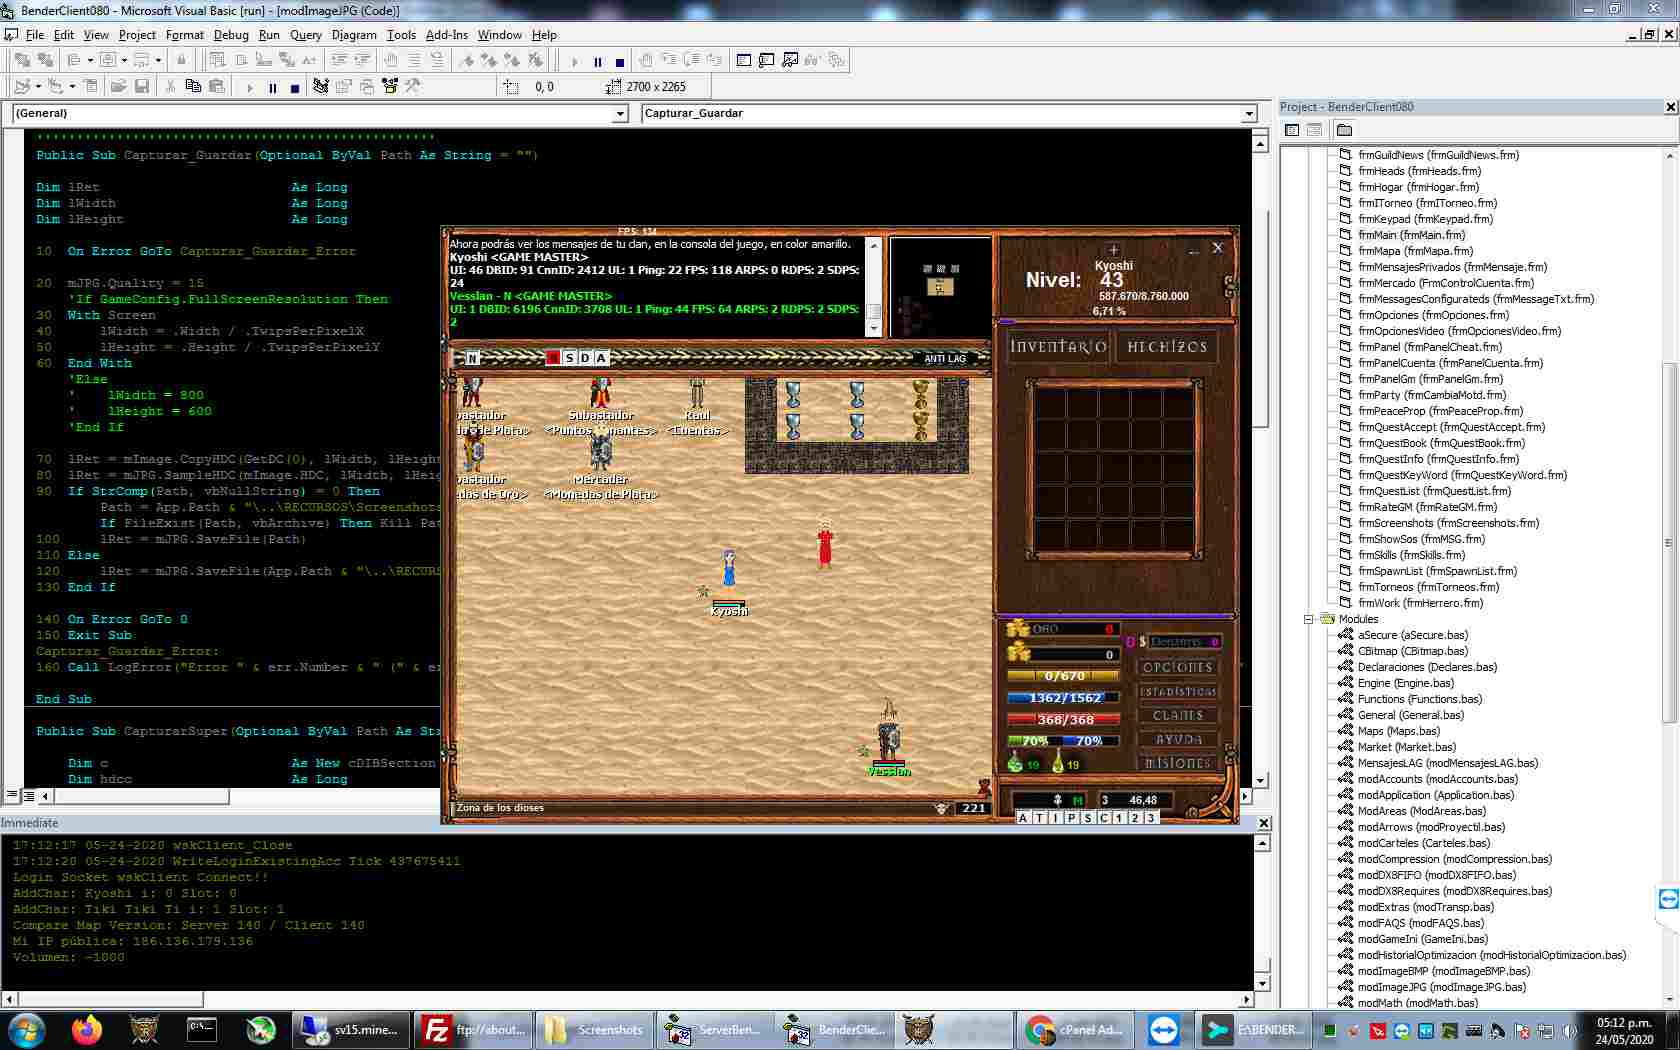 BenderClient080 - Microsoft Visual Basic [run] - [modImageJPG (Code)]
File Edit View Project Format Debug Run Query Diagram Tools Add-Ins Window Help
0, 0
2700 x 2265
(General)
Capturar_Guardar
Public Sub Capturar_Guardar(Optional ByVal Path As String = "")
Dim lRet As Long
Dim lWidth As Long
Dim lHeight As Long
10 On Error GoTo Capturar_Guardar_Error
20 mJPG.Quality = 15
'If GameConfig.FullScreenResolution Then
30 With Screen
40 lWidth = .Width / .TwipsPerPixelX
50 lHeight = .Height / .TwipsPerPixelY
60 End With
'Else
' lWidth = 800
' lHeight = 600
'End If
70 lRet = mImage.CopyHDC(GetDC(0), lWidth, lHeigh
80 lRet = mJPG.SampleHDC(mImage.HDC, lWidth, lHei
90 If StrComp(Path, vbNullString) = 0 Then
Path = App.Path & "\..\RECURSOS\Screenshots
If FileExist(Path, vbArchive) Then Kill Pat
100 lRet = mJPG.SaveFile(Path)
110 Else
120 lRet = mJPG.SaveFile(App.Path & "\..\RECURS
130 End If
140 On Error GoTo 0
150 Exit Sub
Capturar_Guardar_Error:
160 Call LogError("Error " & err.Number & " (" & er
End Sub
Public Sub CapturarSuper(Optional ByVal Path As Str
Dim c As New cDIBSection
Dim hdcc As Long
FPS: 134
Ahora podrás ver los mensajes de tu clan, en la consola del juego, en color amarillo.
Kyoshi <GAME MASTER>
UI: 46 DBID: 91 CnnID: 2412 UL: 1 Ping: 22 FPS: 118 ARPS: 0 RDPS: 2 SDPS:
24
Vesslan - N <GAME MASTER>
UI: 1 DBID: 6196 CnnID: 3708 UL: 1 Ping: 44 FPS: 64 ARPS: 2 RDPS: 2 SDPS:
2
N
N S D A
ANTI LAG
+
Kyoshi
Nivel: 43
587.670/8.760.000
6,71 %
INVENTARIO HECHIZOS
bastador
Subastador
Raul
<Cuentas>
bastador
Mercader
edas de Oro>
<Monedas de Plata>
Kyoshi
Vesslan
ORO 0
0
$ 0
0/670
1362/1562
368/368
70% 70%
19 19
OPCIONES
ESTADÍSTICAS
CLANES
AYUDA
MISIONES
Zona de los dioses
221
M
3 46,48
A T I P S C 1 2 3
Immediate
17:12:17 05-24-2020 wskClient_Close
17:12:20 05-24-2020 WriteLoginExistingAcc Tick 437675411
Login Socket wskClient Connect!!
AddChar: Kyoshi i: 0 Slot: 0
AddChar: Tiki Tiki Ti i: 1 Slot: 1
Compare Map Version: Server 140 / Client 140
Mi IP pública: 186.136.179.136
Volumen: -1000
Project - BenderClient080
frmGuildNews (frmGuildNews.frm)
frmHeads (frmHeads.frm)
frmHogar (frmHogar.frm)
frmITorneo (frmITorneo.frm)
frmKeypad (frmKeypad.frm)
frmMain (frmMain.frm)
frmMapa (frmMapa.frm)
frmMensajesPrivados (frmMensaje.frm)
frmMercado (frmControlCuenta.frm)
frmMessagesConfigurateds (frmMessageTxt.frm)
frmOpciones (frmOpciones.frm)
frmOpcionesVideo (frmOpcionesVideo.frm)
frmPanel (frmPanelCheat.frm)
frmPanelCuenta (frmPanelCuenta.frm)
frmPanelGm (frmPanelGm.frm)
frmParty (frmCambiaMotd.frm)
frmPeaceProp (frmPeaceProp.frm)
frmQuestAccept (frmQuestAccept.frm)
frmQuestBook (frmQuestBook.frm)
frmQuestInfo (frmQuestInfo.frm)
frmQuestKeyWord (frmQuestKeyWord.frm)
frmQuestList (frmQuestList.frm)
frmRateGM (frmRateGM.frm)
frmScreenshots (frmScreenshots.frm)
frmShowSos (frmMSG.frm)
frmSkills (frmSkills.frm)
frmSpawnList (frmSpawnList.frm)
frmTorneos (frmTorneos.frm)
frmWork (frmHerrero.frm)
Modules
aSecure (aSecure.bas)
CBitmap (CBitmap.bas)
Declaraciones (Declares.bas)
Engine (Engine.bas)
Functions (Functions.bas)
General (General.bas)
Maps (Maps.bas)
Market (Market.bas)
MensajesLAG (modMensajesLAG.bas)
modAccounts (modAccounts.bas)
modApplication (Application.bas)
ModAreas (ModAreas.bas)
modArrows (modProyectil.bas)
modCarteles (Carteles.bas)
modCompression (modCompression.bas)
modDX8FIFO (modDX8FIFO.bas)
modDX8Requires (modDX8Requires.bas)
modExtras (modTransp.bas)
modFAQS (modFAQS.bas)
modGameIni (GameIni.bas)
modHistorialOptimizacion (modHistorialOptimizacion.bas)
modImageBMP (modImageBMP.bas)
modImageJPG (modImageJPG.bas)
modMath (modMath.bas)
sv15.mine...
ftp://about...
Screenshots
ServerBen...
BenderClie...
cPanel Ad...
E:\BENDER...
05:12 p.m.
24/05/2020